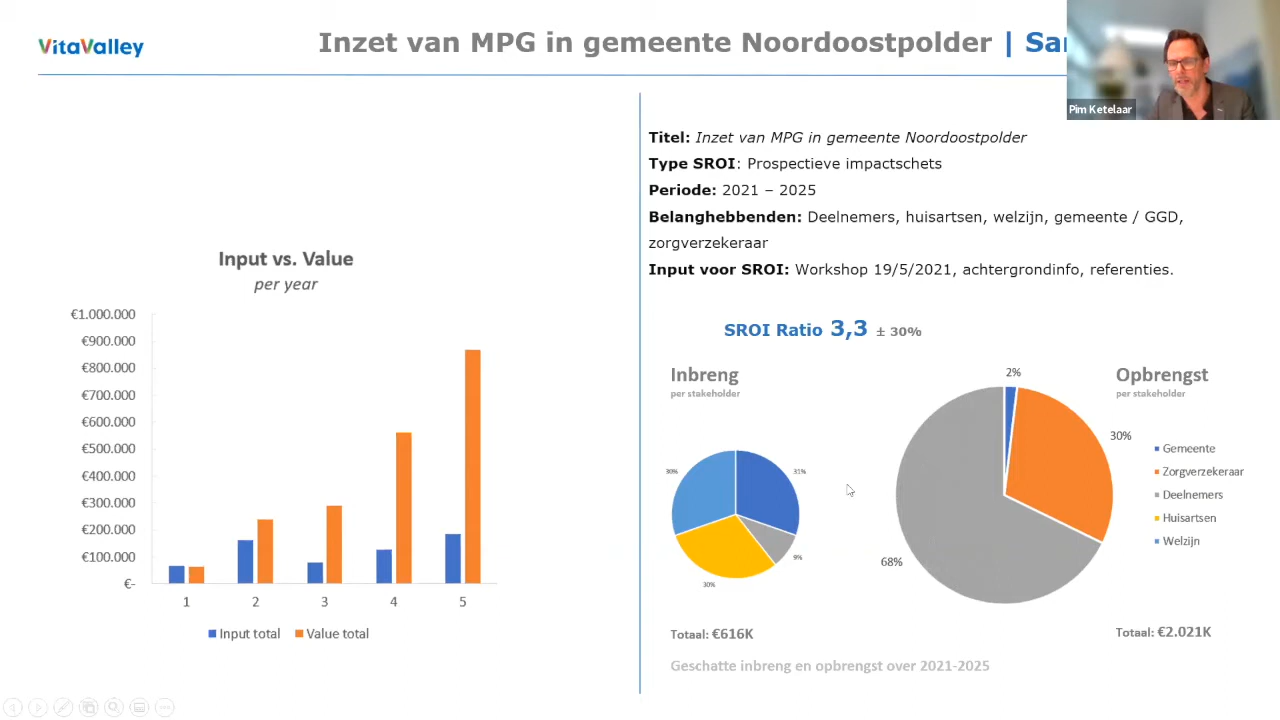 VitaValley
Inzet van MPG in gemeente Noordoostpolder |
Pim Ketelaar
Titel: Inzet van MPG in gemeente Noordoostpolder
Type SROI: Prospectieve impactschets
Periode: 2021 – 2025
Belanghebbenden: Deelnemers, huisartsen, welzijn, gemeente / GGD,
zorgverzekeraar
Input voor SROI: Workshop 19/5/2021, achtergrondinfo, referenties.
Input vs. Value
per year
€1.000.000
€900.000
€800.000
€700.000
€600.000
€500.000
€400.000
€300.000
€200.000
€100.000
€-
1 2 3 4 5
Input total Value total
SROI Ratio 3,3 ± 30%
Inbreng
per stakeholder
30%
31%
9%
30%
Totaal: €616K
Opbrengst
per stakeholder
2%
30%
68%
Gemeente
Zorgverzekeraar
Deelnemers
Huisartsen
Welzijn
Totaal: €2.021K
Geschatte inbreng en opbrengst over 2021-2025